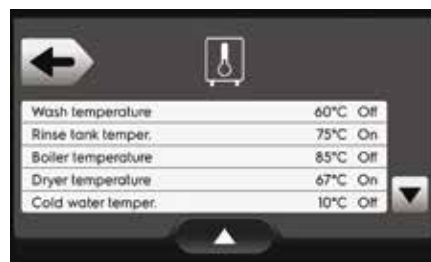 Wash temperature 60°C Off
Rinse tank temper. 75°C On
Boiler temperature 85°C Off
Dryer temperature 67°C On
Cold water temper. 10°C Off